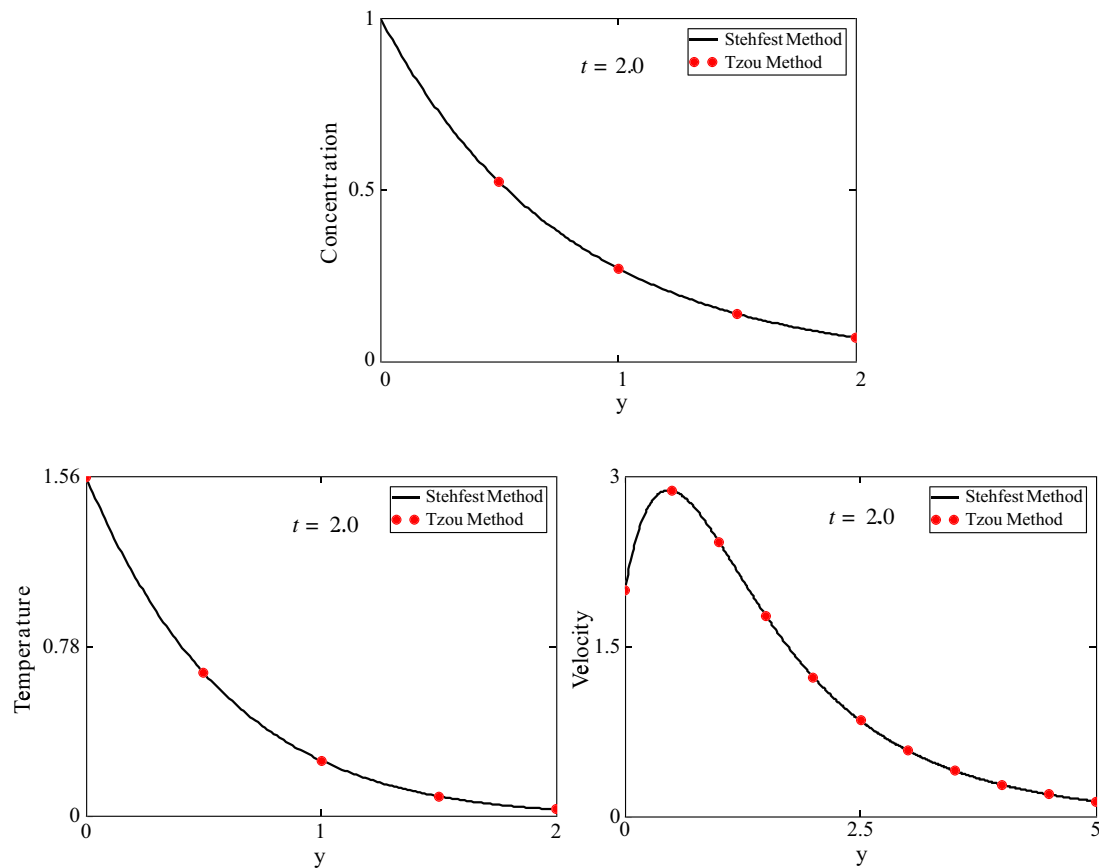 1
Stehfest Method
Tzou Method
t = 2.0
Concentration
0.5
0
0
1
2
y
1.56
Stehfest Method
Tzou Method
t = 2.0
Temperature
0.78
0
0
1
2
y
3
Stehfest Method
Tzou Method
t = 2.0
Velocity
1.5
0
0
2.5
5
y